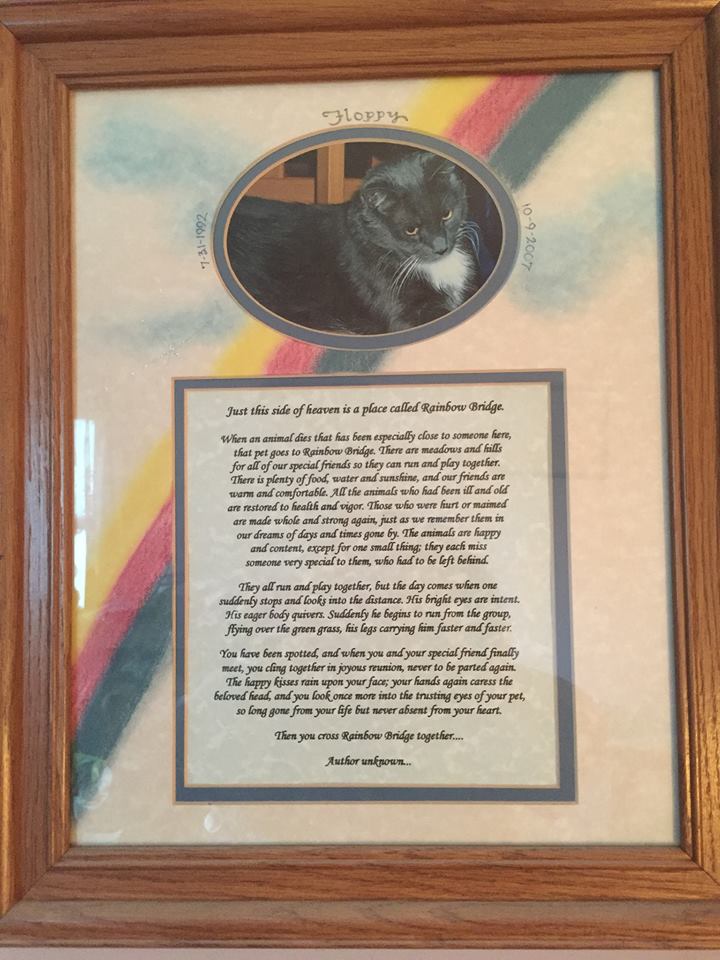 Floppy
7-31-1992
10-9-2007
Just this side of heaven is a place called Rainbow Bridge.
When an animal dies that has been especially close to someone here,
that pet goes to Rainbow Bridge. There are meadows and hills
for all of our special friends so they can run and play together.
There is plenty of food, water and sunshine, and our friends are
warm and comfortable. All the animals who had been ill and old
are restored to health and vigor. Those who were hurt or maimed
are made whole and strong again, just as we remember them in
our dreams of days and times gone by. The animals are happy
and content, except for one small thing; they each miss
someone very special to them, who had to be left behind.
They all run and play together, but the day comes when one
suddenly stops and looks into the distance. His bright eyes are intent.
His eager body quivers. Suddenly he begins to run from the group,
flying over the green grass, his legs carrying him faster and faster.
You have been spotted, and when you and your special friend finally
meet, you cling together in joyous reunion, never to be parted again.
The happy kisses rain upon your face; your hands again caress the
beloved head, and you look once more into the trusting eyes of your pet,
so long gone from your life but never absent from your heart.
Then you cross Rainbow Bridge together....
Author unknown...